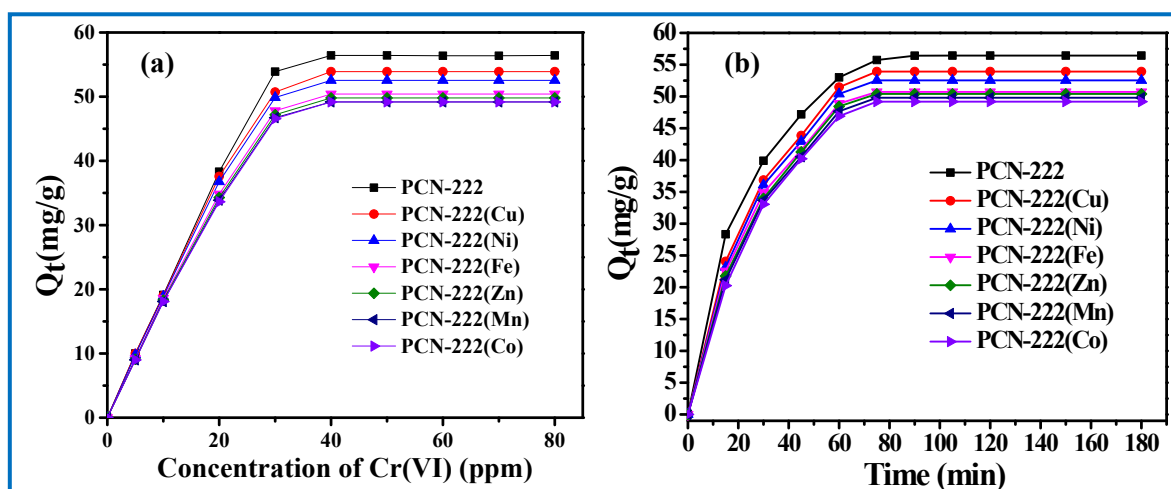 (a)
Qt(mg/g)
60
50
40
30
20
10
0
PCN-222
PCN-222(Cu)
PCN-222(Ni)
PCN-222(Fe)
PCN-222(Zn)
PCN-222(Mn)
PCN-222(Co)
0 20 40 60 80
Concentration of Cr(VI) (ppm)
(b)
Qt(mg/g)
60
55
50
45
40
35
30
25
20
15
10
5
0
PCN-222
PCN-222(Cu)
PCN-222(Ni)
PCN-222(Fe)
PCN-222(Zn)
PCN-222(Mn)
PCN-222(Co)
0 20 40 60 80 100 120 140 160 180
Time (min)